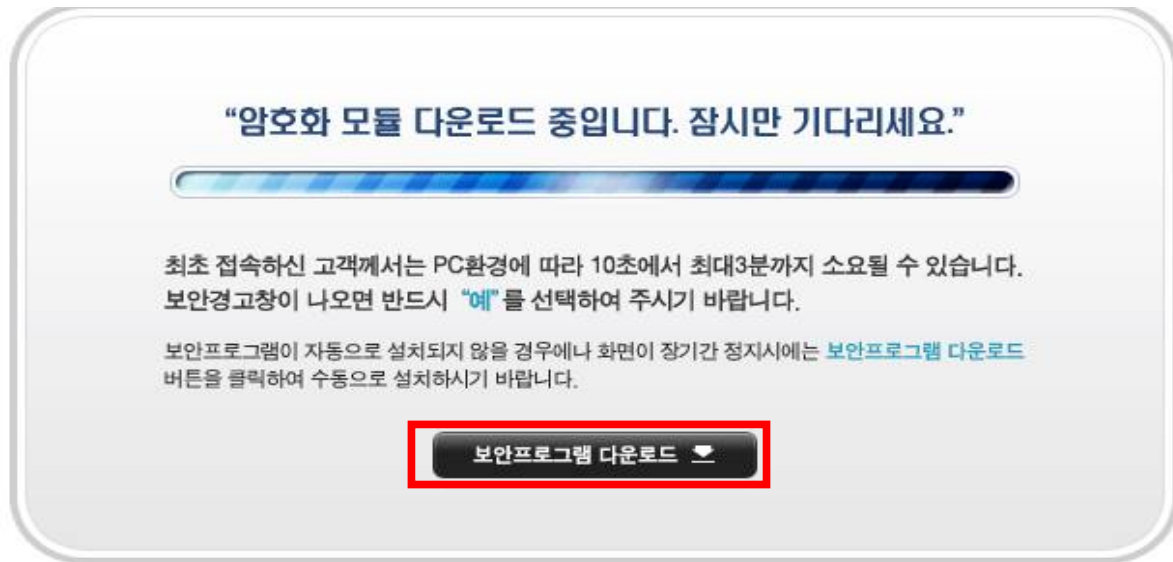 “암호화 모듈 다운로드 중입니다. 잠시만 기다리세요.”
최초 접속하신 고객께서는 PC환경에 따라 10초에서 최대3분까지 소요될 수 있습니다.
보안경고창이 나오면 반드시 “예”를 선택하여 주시기 바랍니다.
보안프로그램이 자동으로 설치되지 않을 경우에나 화면이 장기간 정지시에는 보안프로그램 다운로드
버튼을 클릭하여 수동으로 설치하시기 바랍니다.
보안프로그램 다운로드